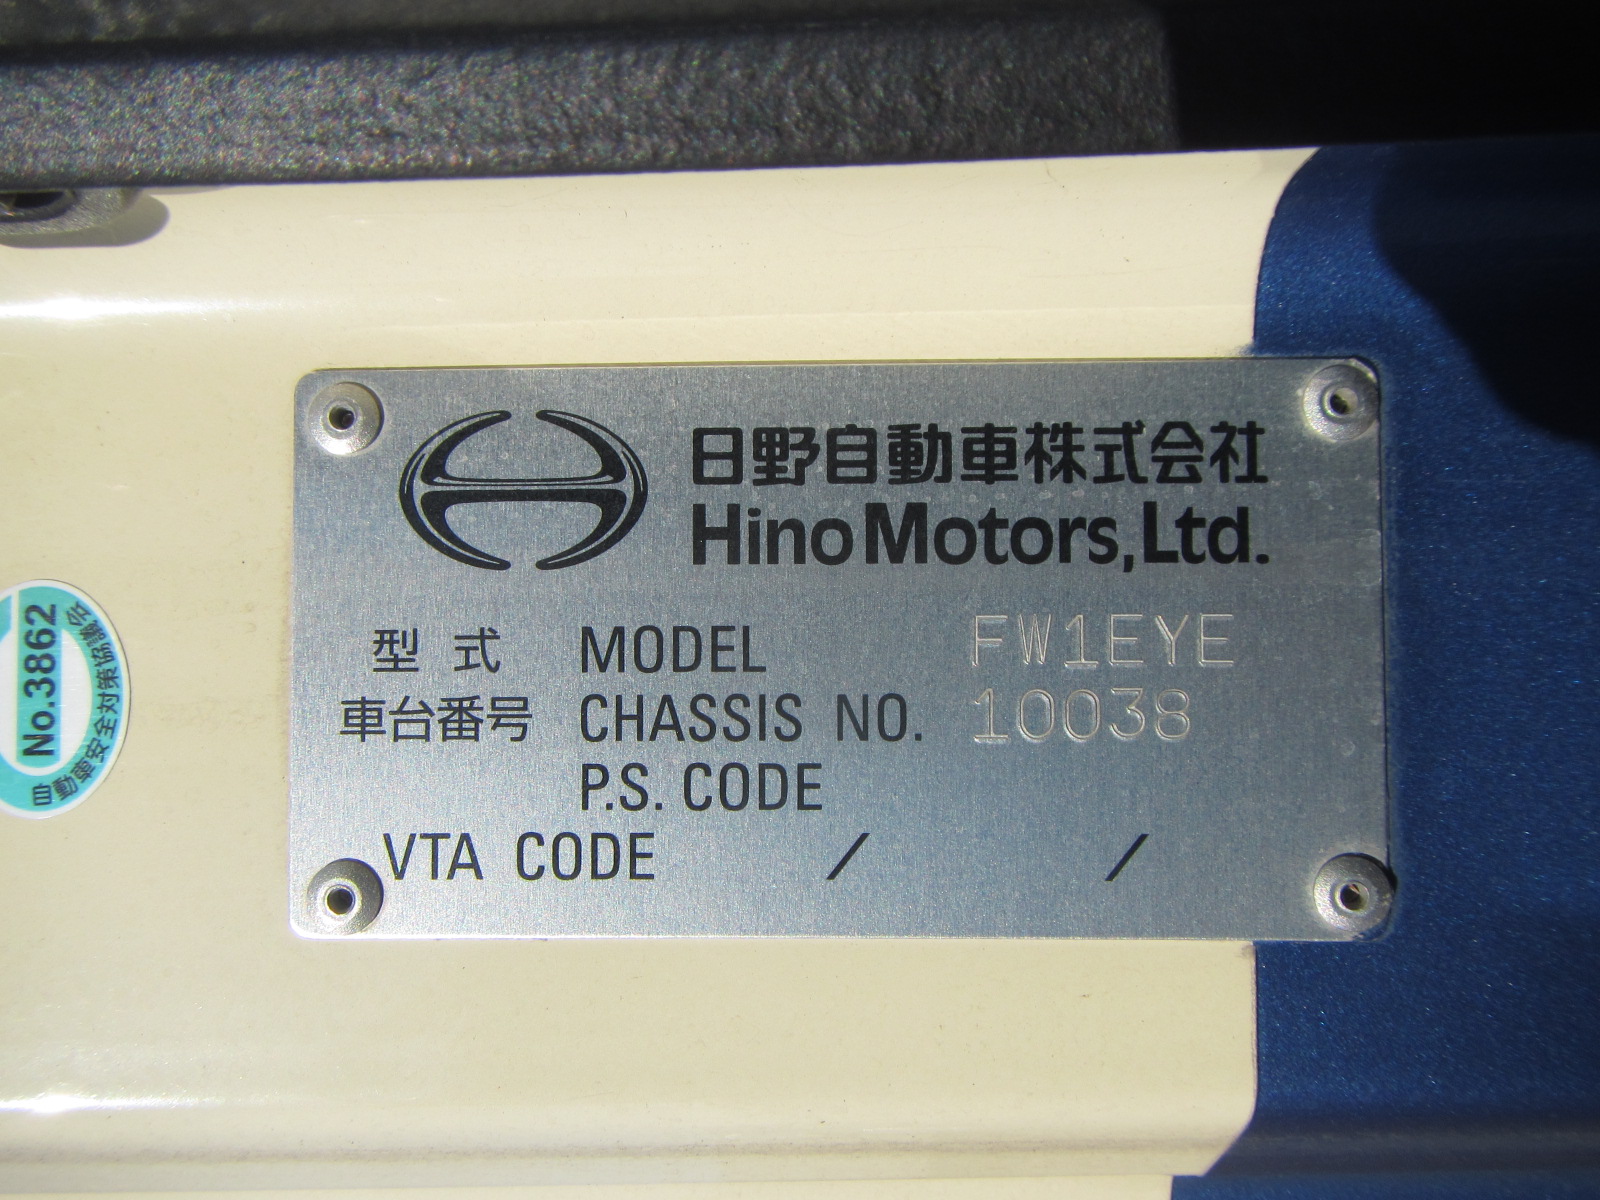 日野自動車株式会社
Hino Motors, Ltd.
型式 MODEL FW1EYE
車台番号 CHASSIS NO. 10038
P.S. CODE
VTA CODE / /
No.3862
自動車安全対策協議会